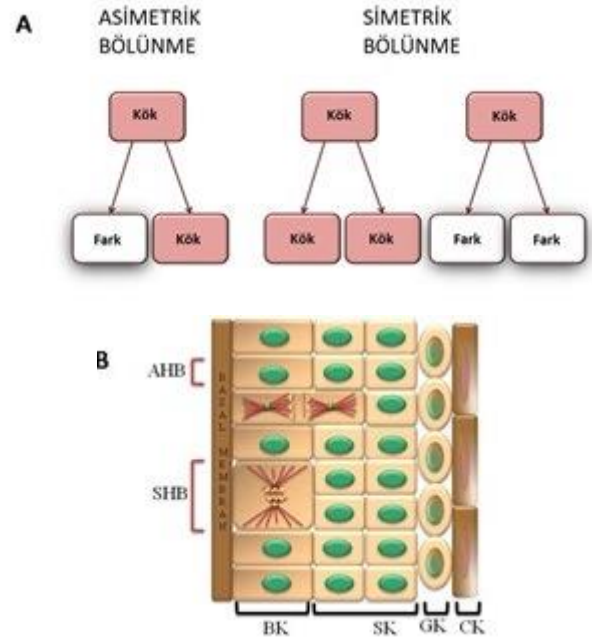 A
ASİMETRİK
BÖLÜNME
SİMETRİK
BÖLÜNME
Kök
Kök
Kök
Fark
Kök
Kök
Kök
Fark
Fark
B
AHB
SHB
BAZAL MEMBRAN
BK
SK
GK
CK